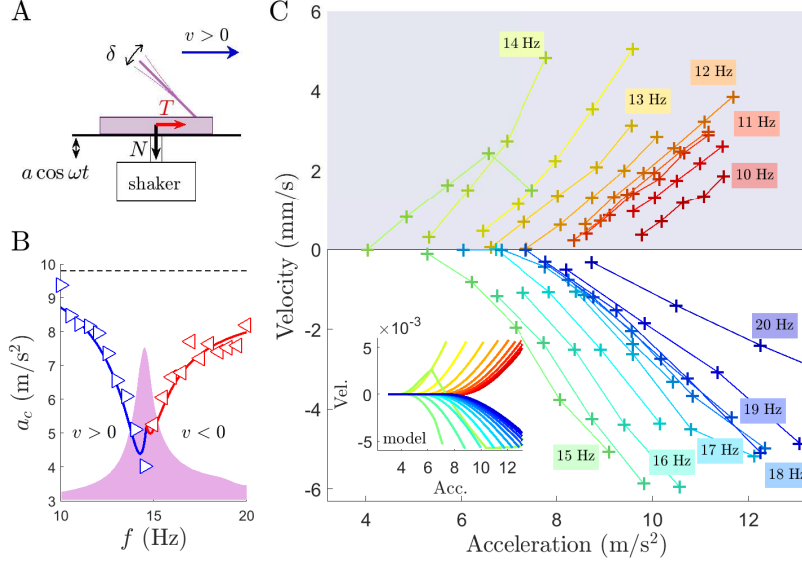 A
δ
v > 0
T
N
a cos ωt
shaker
B
10
9
8
7
6
5
4
3
a_c (m/s²)
v > 0
v < 0
10
15
20
f (Hz)
C
6
4
2
0
-2
-4
-6
Velocity (mm/s)
14 Hz
13 Hz
12 Hz
11 Hz
10 Hz
20 Hz
19 Hz
18 Hz
17 Hz
16 Hz
15 Hz
×10⁻³
5
0
-5
Vel.
model
4
6
8
10
12
Acc.
4
6
8
10
12
Acceleration (m/s²)